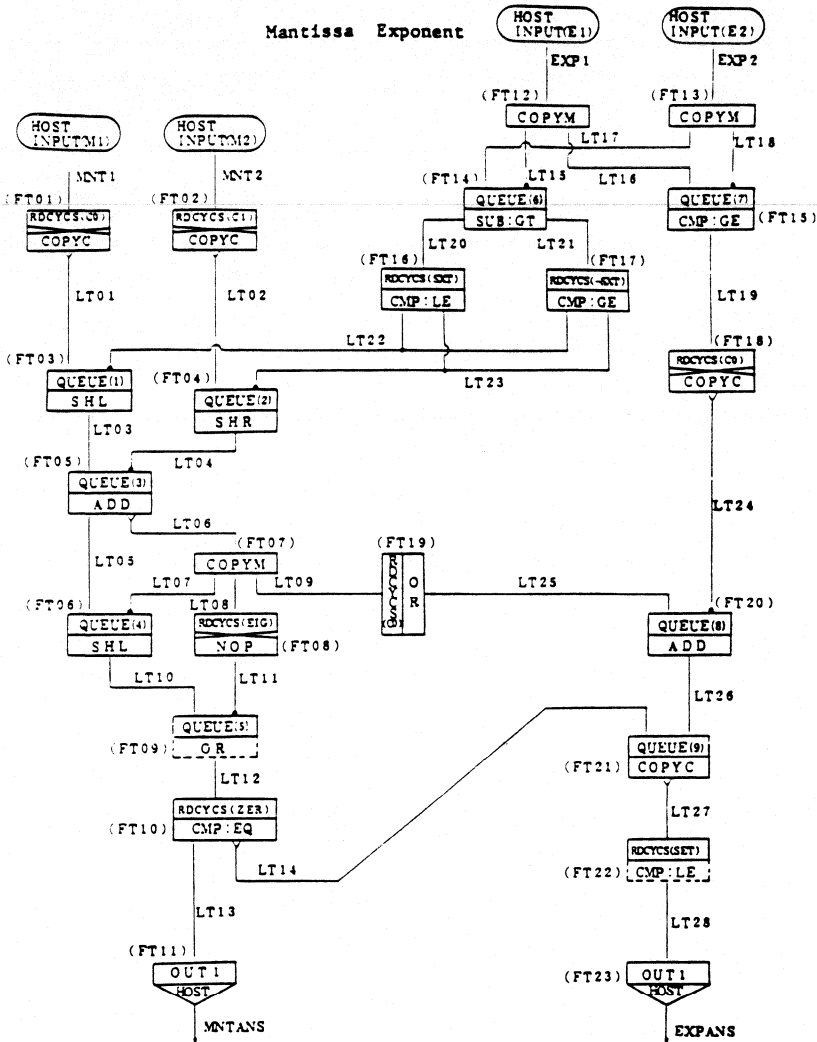 Mantissa Exponent
HOST
INPUT(E1)
HOST
INPUT(E2)
EXP1
EXP2
(FT12)
(FT13)
COPYM
COPYM
HOST
INPUT(M1)
HOST
INPUT(M2)
LT17
LT18
MNT1
MNT2
(FT14)
LT15
LT16
(FT01)
(FT02)
QUEUE(6)
SUB:GT
QUEUE(7)
CMP:GE
(FT15)
RDCYCS(C0)
COPYC
RDCYCS(C1)
COPYC
LT20
LT21
(FT16)
(FT17)
RDCYCS(SXT)
CMP:LE
RDCYCS(-SXT)
CMP:GE
LT01
LT02
LT19
LT22
(FT18)
(FT03)
(FT04)
RDCYCS(C0)
COPYC
QUEUE(1)
SHL
QUEUE(2)
SHR
LT23
LT03
(FT05)
LT04
QUEUE(3)
ADD
LT24
LT06
(FT07)
(FT19)
LT05
COPYM
LT07
LT09
RDCYCS
OR
LT25
(FT06)
LT08
(FT20)
QUEUE(4)
SHL
RDCYCS(EIG)
NOP
(FT08)
QUEUE(8)
ADD
LT10
LT11
LT26
QUEUE(5)
OR
(FT09)
QUEUE(9)
COPYC
(FT21)
LT12
RDCYCS(ZER)
CMP:EQ
(FT10)
LT27
RDCYCS(SET)
CMP:LE
(FT22)
LT14
LT13
LT28
(FT11)
OUT1
HOST
(FT23)
OUT1
HOST
MNTANS
EXPANS